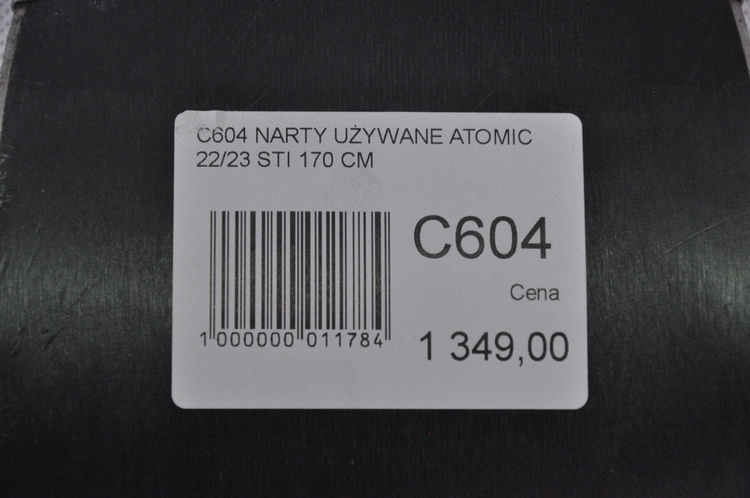 C604 NARTY UŻYWANE ATOMIC
22/23 STI 170 CM
C604
Cena
1 349,00
1 000000 011784